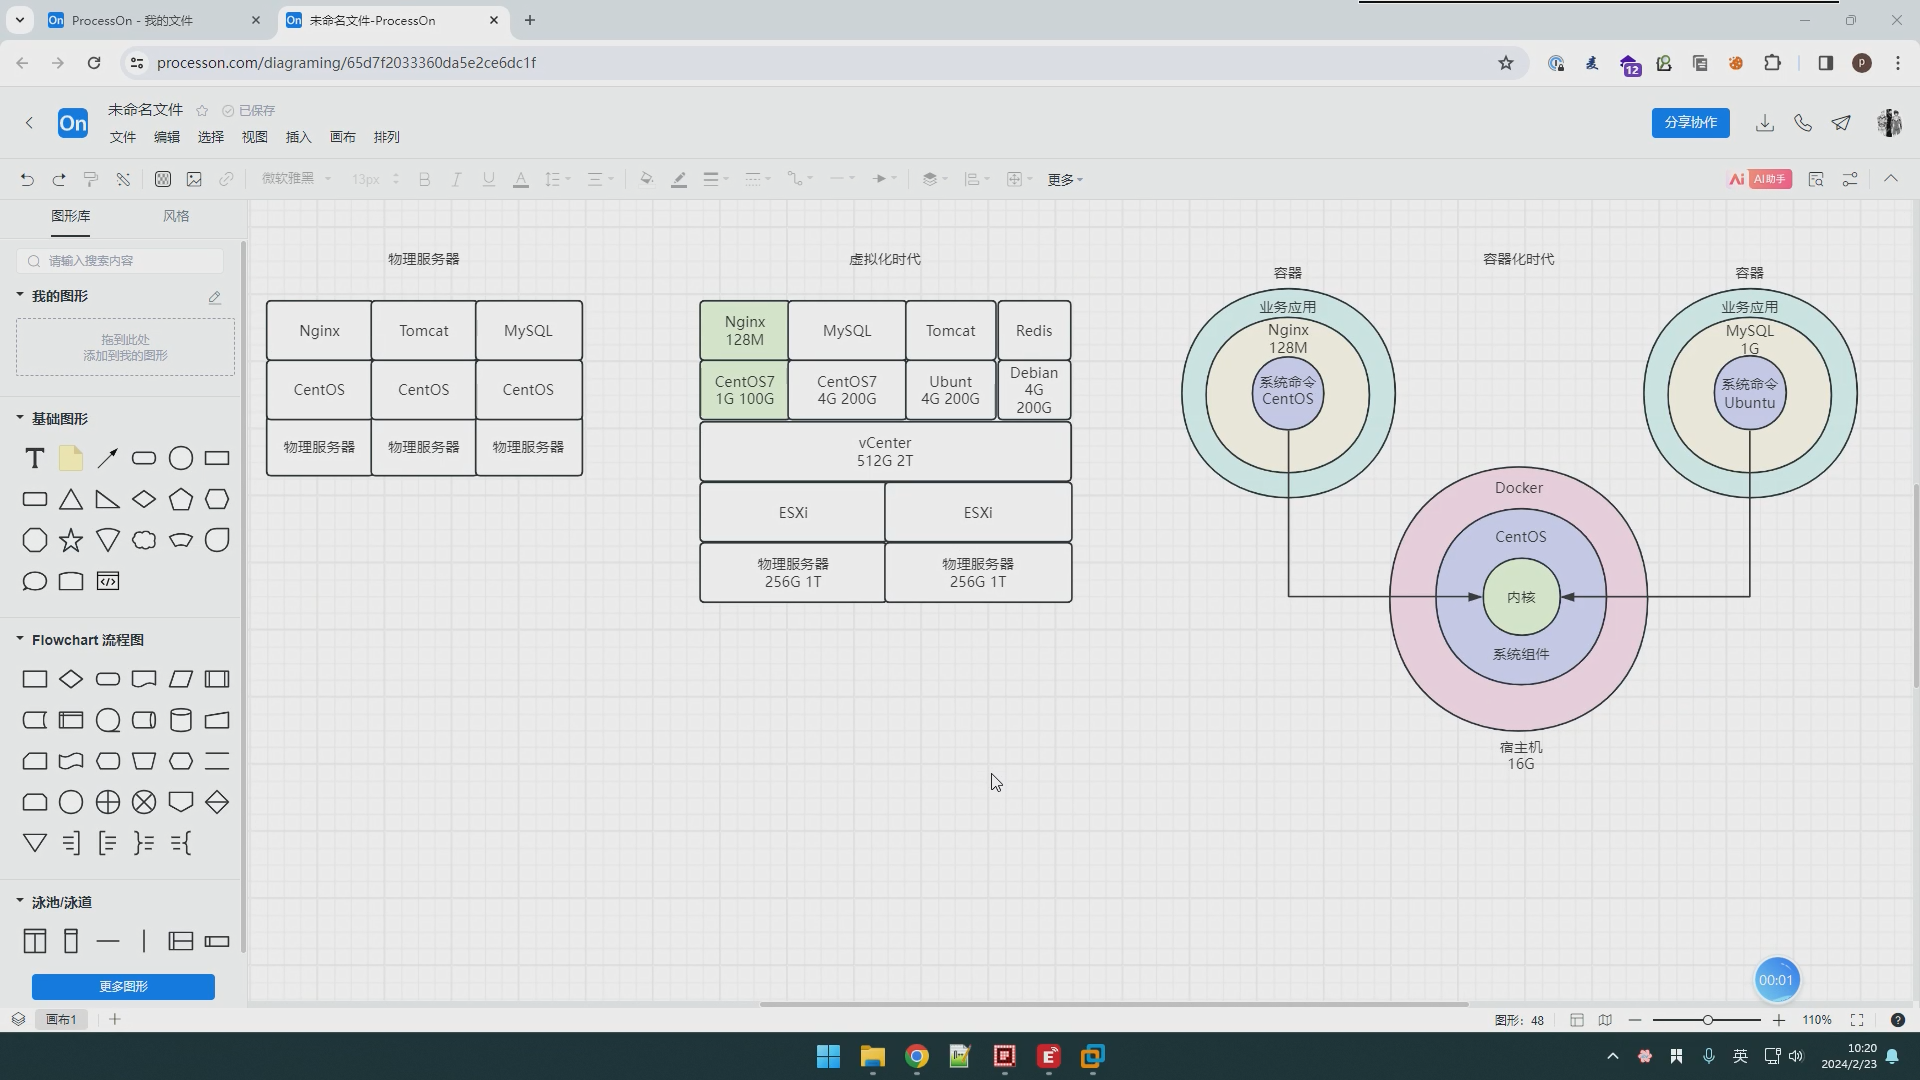 ProcessOn - 我的文件
未命名文件-ProcessOn
processon.com/diagraming/65d7f2033360da5e2ce6dc1f
12
p
On
未命名文件
已保存
文件
编辑
选择
视图
插入
画布
排列
分享协作
微软雅黑
13px
更多
AI助手
图形库
风格
请输入搜索内容
我的图形
拖到此处
添加到我的图形
基础图形
Flowchart 流程图
泳池/泳道
更多图形
物理服务器
Nginx
Tomcat
MySQL
CentOS
CentOS
CentOS
物理服务器
物理服务器
物理服务器
虚拟化时代
Nginx
128M
MySQL
Tomcat
Redis
CentOS7
1G 100G
CentOS7
4G 200G
Ubunt
4G 200G
Debian
4G
200G
vCenter
512G 2T
ESXi
ESXi
物理服务器
256G 1T
物理服务器
256G 1T
容器化时代
容器
业务应用
Nginx
128M
系统命令
CentOS
容器
业务应用
MySQL
1G
系统命令
Ubuntu
Docker
CentOS
内核
系统组件
宿主机
16G
00:01
画布1
图形: 48
110%
英
10:20
2024/2/23